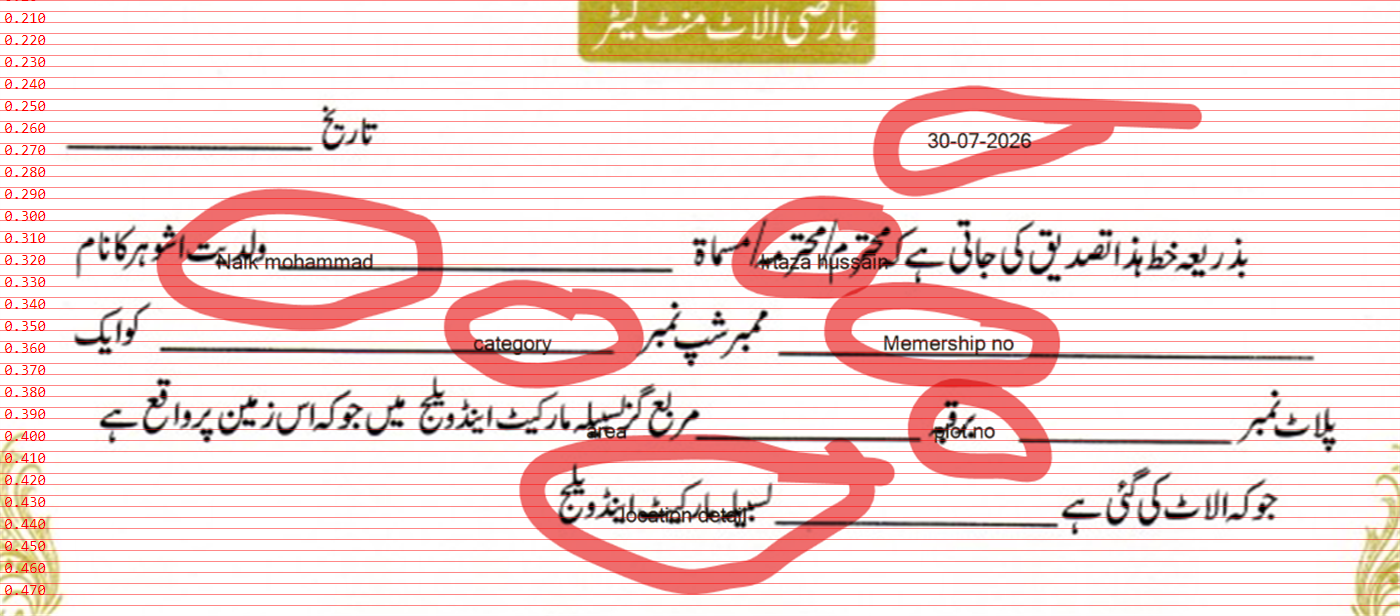 0.210
0.220
0.230
0.240
0.250
0.260
0.270
0.280
0.290
0.300
0.310
0.320
0.330
0.340
0.350
0.360
0.370
0.380
0.390
0.400
0.410
0.420
0.430
0.440
0.450
0.460
0.470
عارضی الاٹ منٹ لیٹر
تاریخ
30-07-2026
بذریعہ خط ہذا تصدیق کی جاتی ہے کہ محترم/محترمہ/مسماۃ ولدیت اشوہر کا نام
hussain Naik mohammad
ممبر شپ نمبر کو ایک
Memership no category
پلاٹ نمبر برقبہ مربع گز لسبیلہ مارکیٹ اینڈ ویلج میں جو کہ اس زمین پر واقع ہے
plot no area
جو کہ الاٹ کی گئی ہے لسبیلہ مارکیٹ اینڈ ویلج
location detail